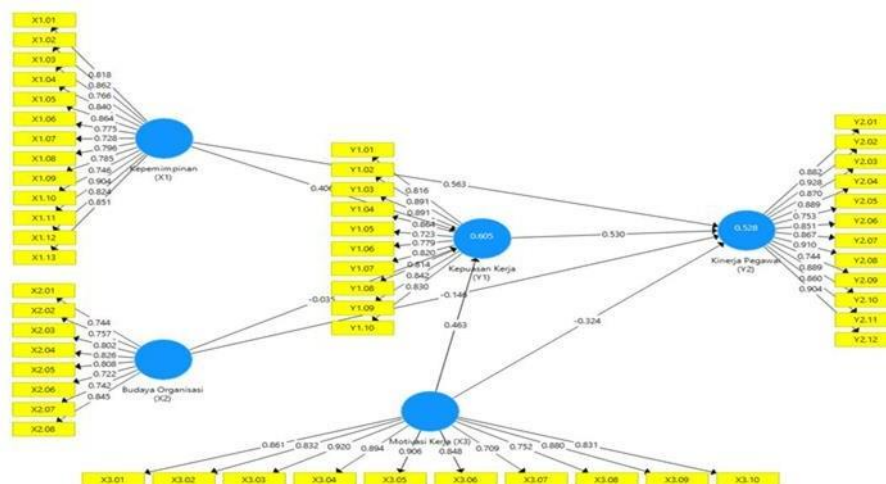 X1.01
X1.02
X1.03
X1.04
X1.05
X1.06
X1.07
X1.08
X1.09
X1.10
X1.11
X1.12
X1.13
0.818
0.862
0.766
0.840
0.864
0.775
0.728
0.796
0.785
0.746
0.904
0.824
0.851
Kepemimpinan
(X1)
X2.01
X2.02
X2.03
X2.04
X2.05
X2.06
X2.07
X2.08
0.744
0.757
0.802
0.826
0.808
0.722
0.742
0.845
Budaya Organisasi
(X2)
0.406
0.563
-0.146
0.463
-0.324
0.530
Y1.01
Y1.02
Y1.03
Y1.04
Y1.05
Y1.06
Y1.07
Y1.08
Y1.09
Y1.10
0.816
0.891
0.891
0.864
0.723
0.779
0.820
0.814
0.842
0.830
0.605
Kepuasan Kerja
(Y1)
0.528
Kinerja Pegawai
(Y2)
0.882
0.928
0.870
0.889
0.753
0.851
0.867
0.910
0.744
0.889
0.860
0.904
Y2.01
Y2.02
Y2.03
Y2.04
Y2.05
Y2.06
Y2.07
Y2.08
Y2.09
Y2.10
Y2.11
Y2.12
Motivasi Kerja (X3)
0.861
0.832
0.920
0.894
0.906
0.848
0.709
0.752
0.880
0.831
X3.01
X3.02
X3.03
X3.04
X3.05
X3.06
X3.07
X3.08
X3.09
X3.10